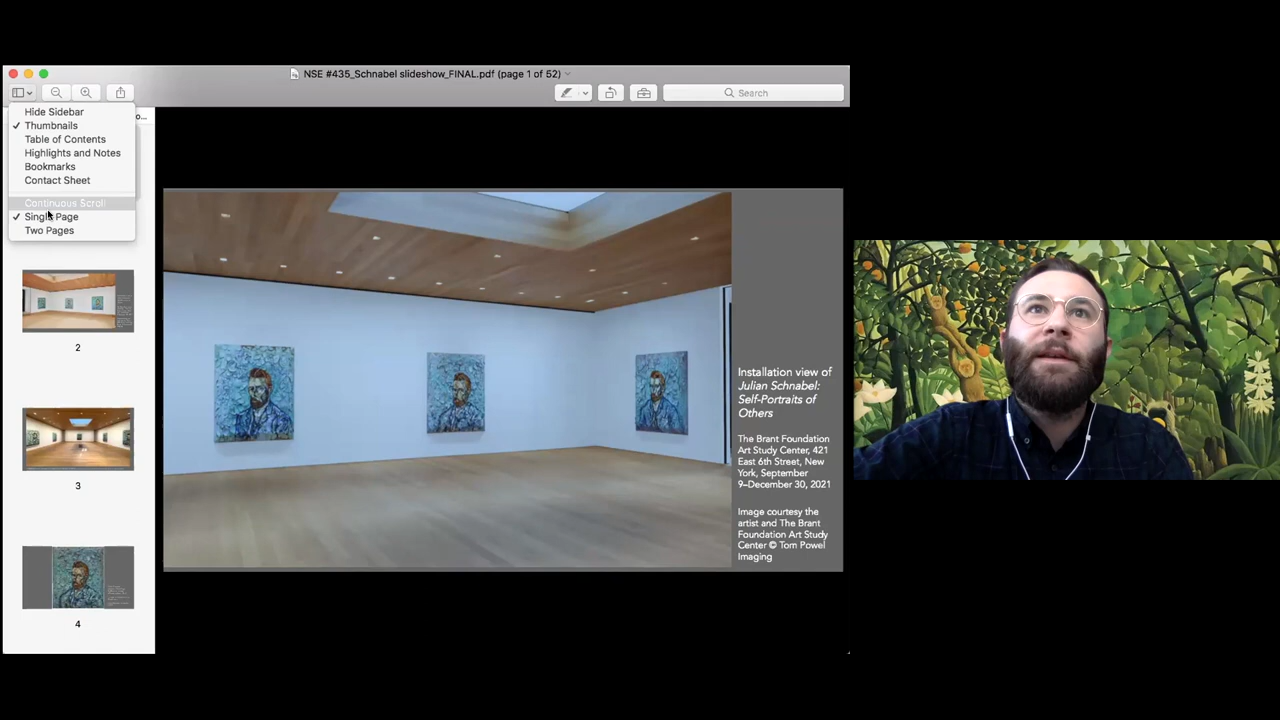 NSE #435_Schnabel slideshow_FINAL.pdf (page 1 of 52)
Search
Hide Sidebar
Thumbnails
Table of Contents
Highlights and Notes
Bookmarks
Contact Sheet
Continuous Scroll
Single Page
Two Pages
2
3
4
Installation view of
Julian Schnabel:
Self-Portraits of
Others
The Brant Foundation
Art Study Center, 421
East 6th Street, New
York, September
9–December 30, 2021
Image courtesy the
artist and The Brant
Foundation Art Study
Center © Tom Powel
Imaging